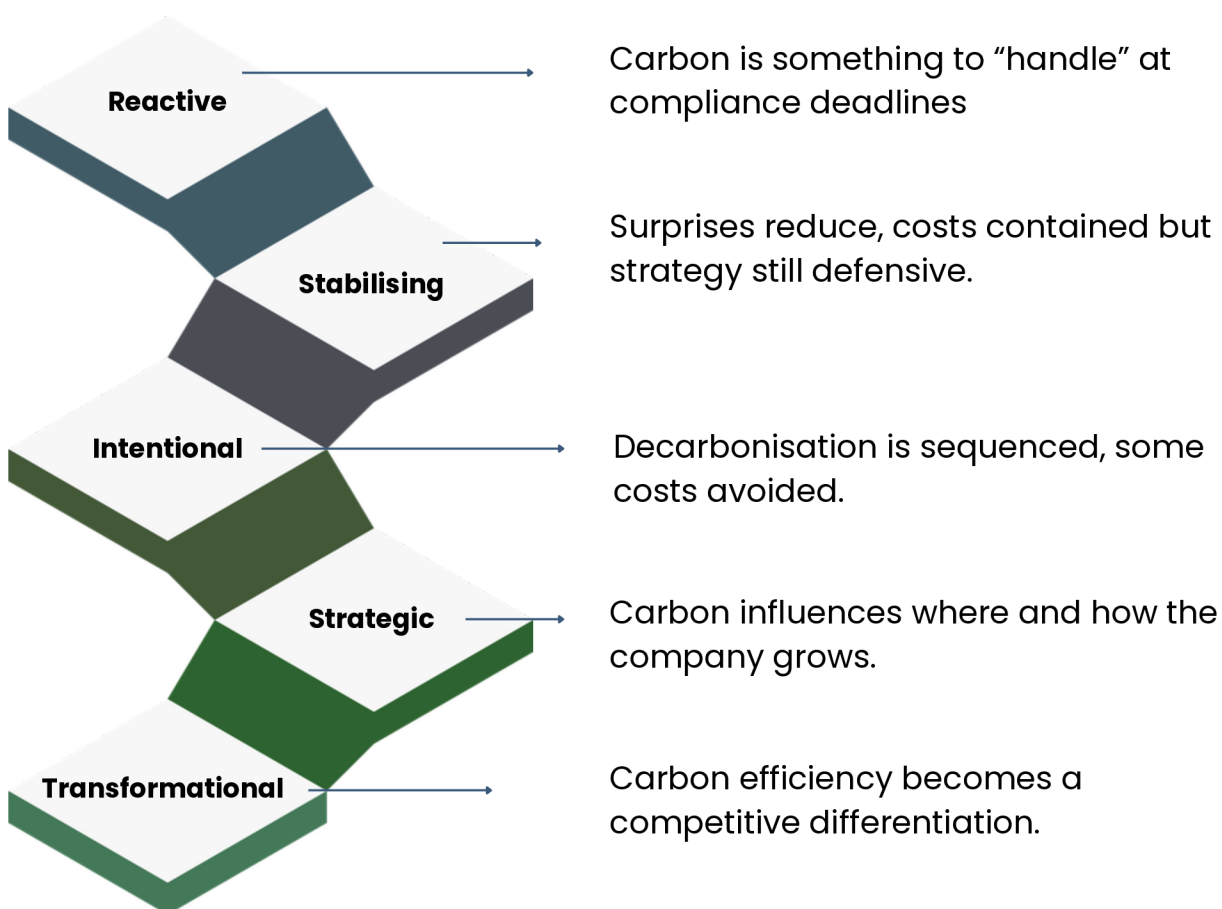 Reactive
Carbon is something to “handle” at
compliance deadlines
Stabilising
Surprises reduce, costs contained but
strategy still defensive.
Intentional
Decarbonisation is sequenced, some
costs avoided.
Strategic
Carbon influences where and how the
company grows.
Transformational
Carbon efficiency becomes a
competitive differentiation.